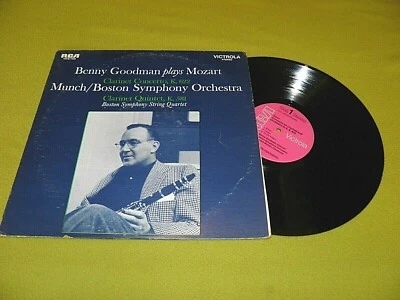 RCA
VICTROLA
Benny Goodman plays Mozart
Clarinet Concerto, K. 622
Munch/Boston Symphony Orchestra
Clarinet Quintet, K. 581
Boston Symphony String Quartet
1
Victrola